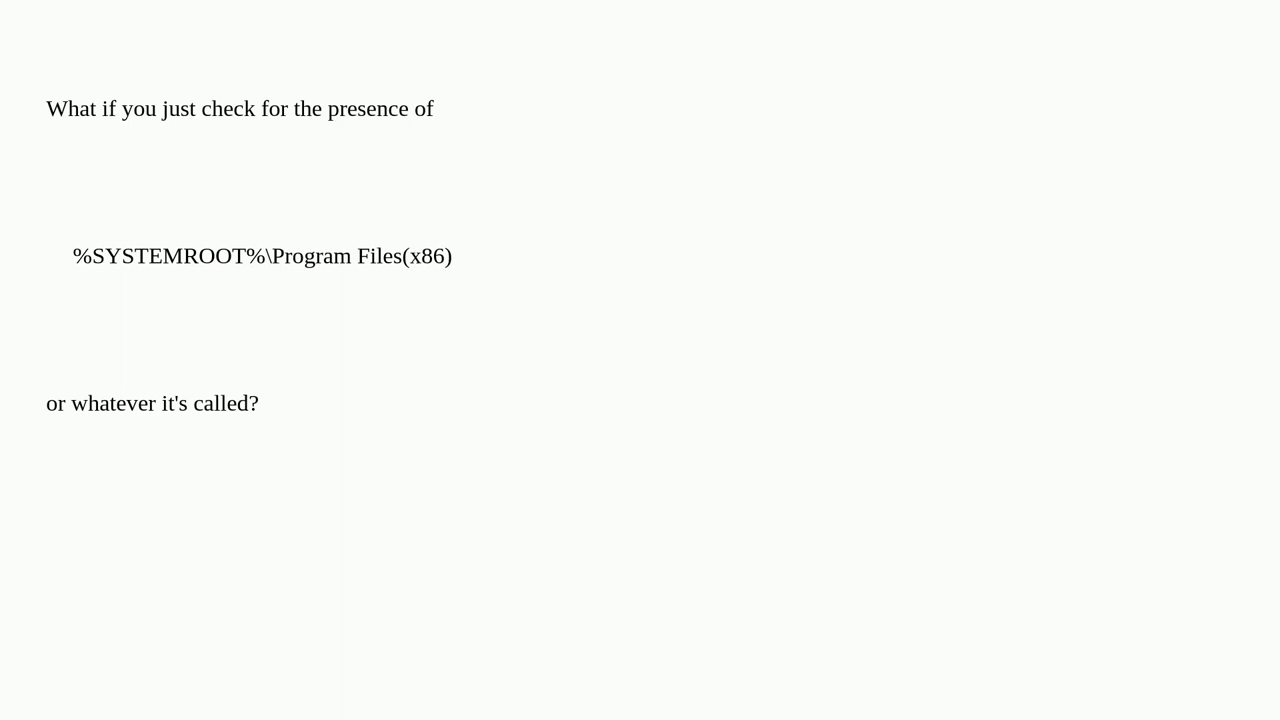 What if you just check for the presence of
%SYSTEMROOT%\Program Files(x86)
or whatever it's called?